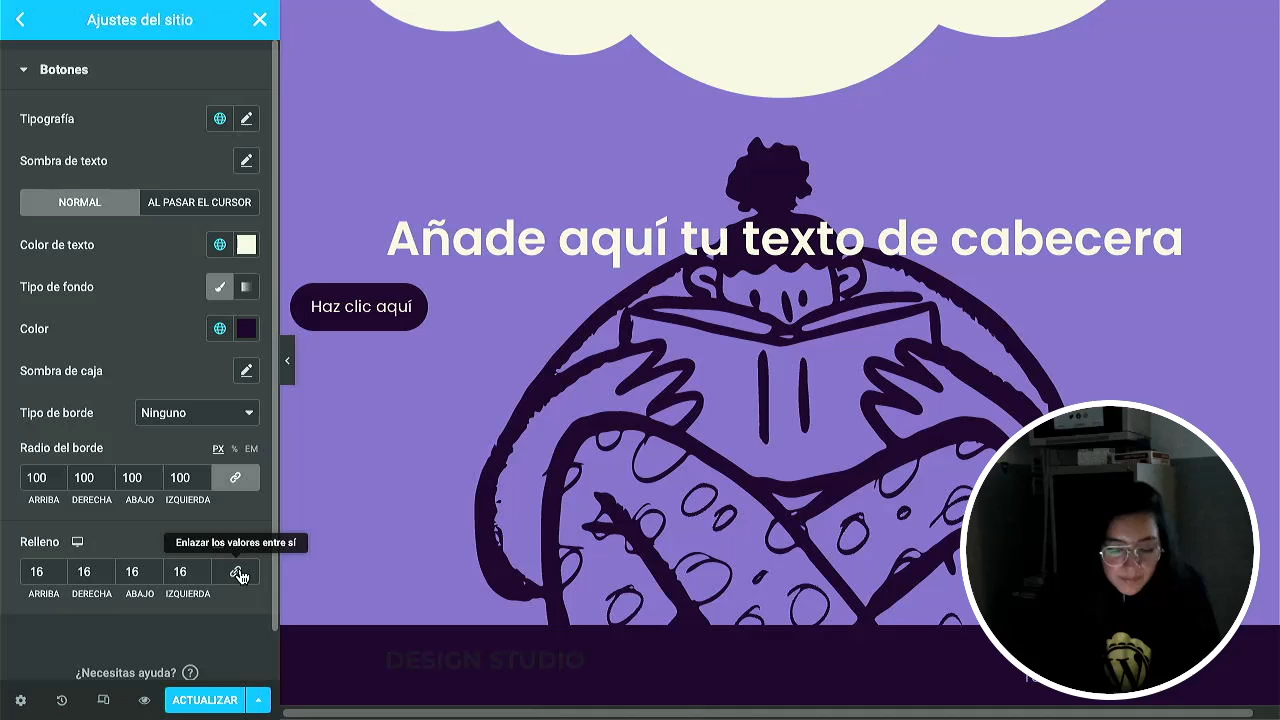 Ajustes del sitio
Botones
Tipografía
Sombra de texto
NORMAL
AL PASAR EL CURSOR
Color de texto
Tipo de fondo
Color
Sombra de caja
Tipo de borde
Ninguno
Radio del borde
PX % EM
100 100 100 100
ARRIBA DERECHA ABAJO IZQUIERDA
Relleno
Enlazar los valores entre sí
16 16 16 16
ARRIBA DERECHA ABAJO IZQUIERDA
¿Necesitas ayuda? ?
ACTUALIZAR
Añade aquí tu texto de cabecera
Haz clic aquí
DESIGN STUDIO